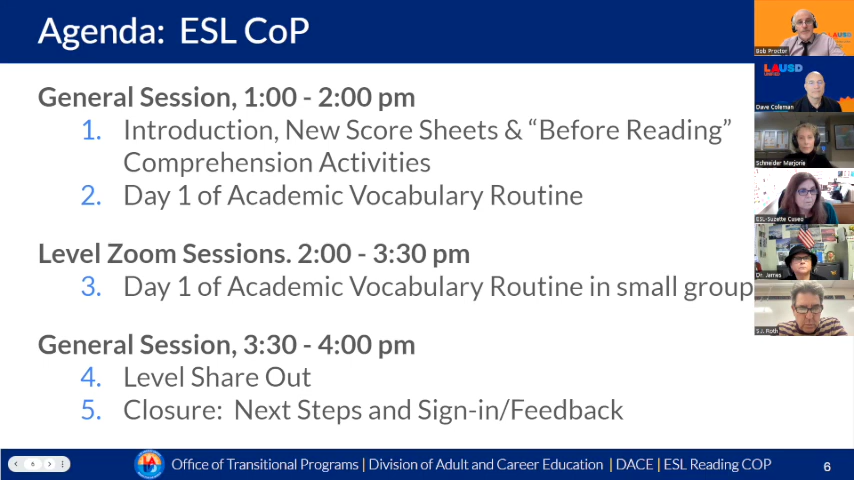 Agenda: ESL CoP
General Session, 1:00 - 2:00 pm
1. Introduction, New Score Sheets & “Before Reading”
Comprehension Activities
2. Day 1 of Academic Vocabulary Routine
Level Zoom Sessions. 2:00 - 3:30 pm
3. Day 1 of Academic Vocabulary Routine in small group
General Session, 3:30 - 4:00 pm
4. Level Share Out
5. Closure: Next Steps and Sign-in/Feedback
6
Office of Transitional Programs | Division of Adult and Career Education | DACE | ESL Reading COP
6
Bob Proctor
LAUSD
LAUSD
UNIFIED
Dave Coleman
Schneider Marjorie
ESL-Suzette Cuseo
Dr. James
S.J. Roth